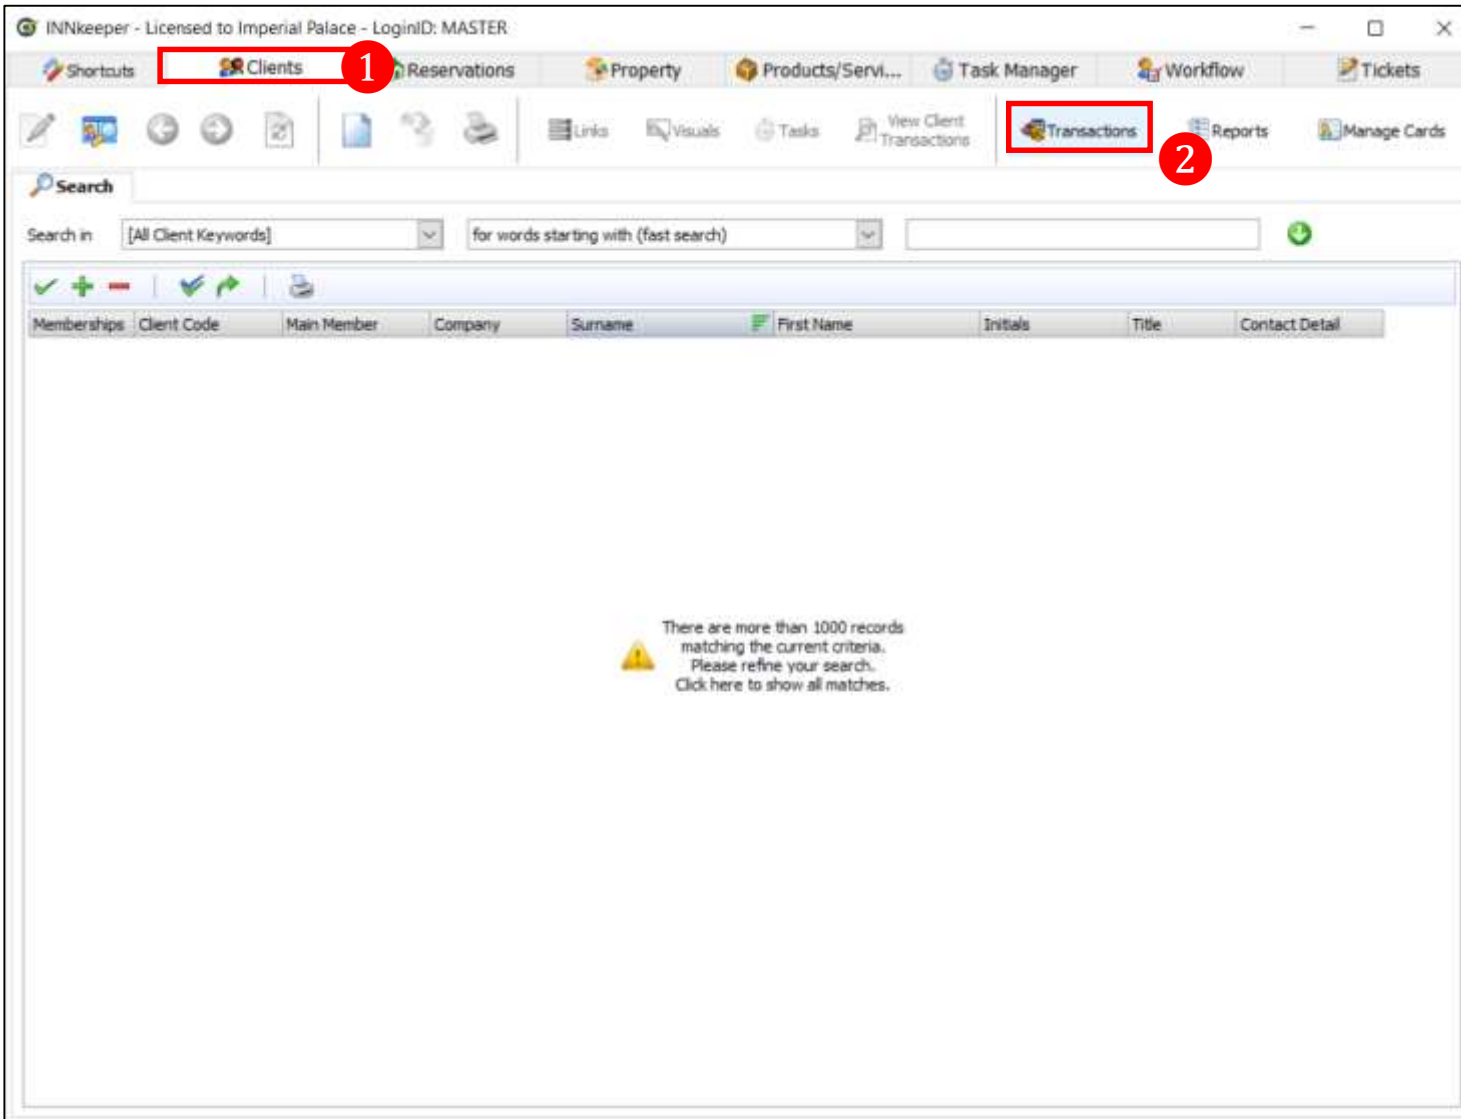 INNkeeper - Licensed to Imperial Palace - LoginID: MASTER
Shortcuts Clients 1 Reservations Property Products/Servi... Task Manager Workflow Tickets
Links Visuals Tasks View Client Transactions Transactions 2 Reports Manage Cards
Search
Search in [All Client Keywords] for words starting with (fast search)
Memberships Client Code Main Member Company Surname First Name Initials Title Contact Detail
There are more than 1000 records
matching the current criteria.
Please refine your search.
Click here to show all matches.